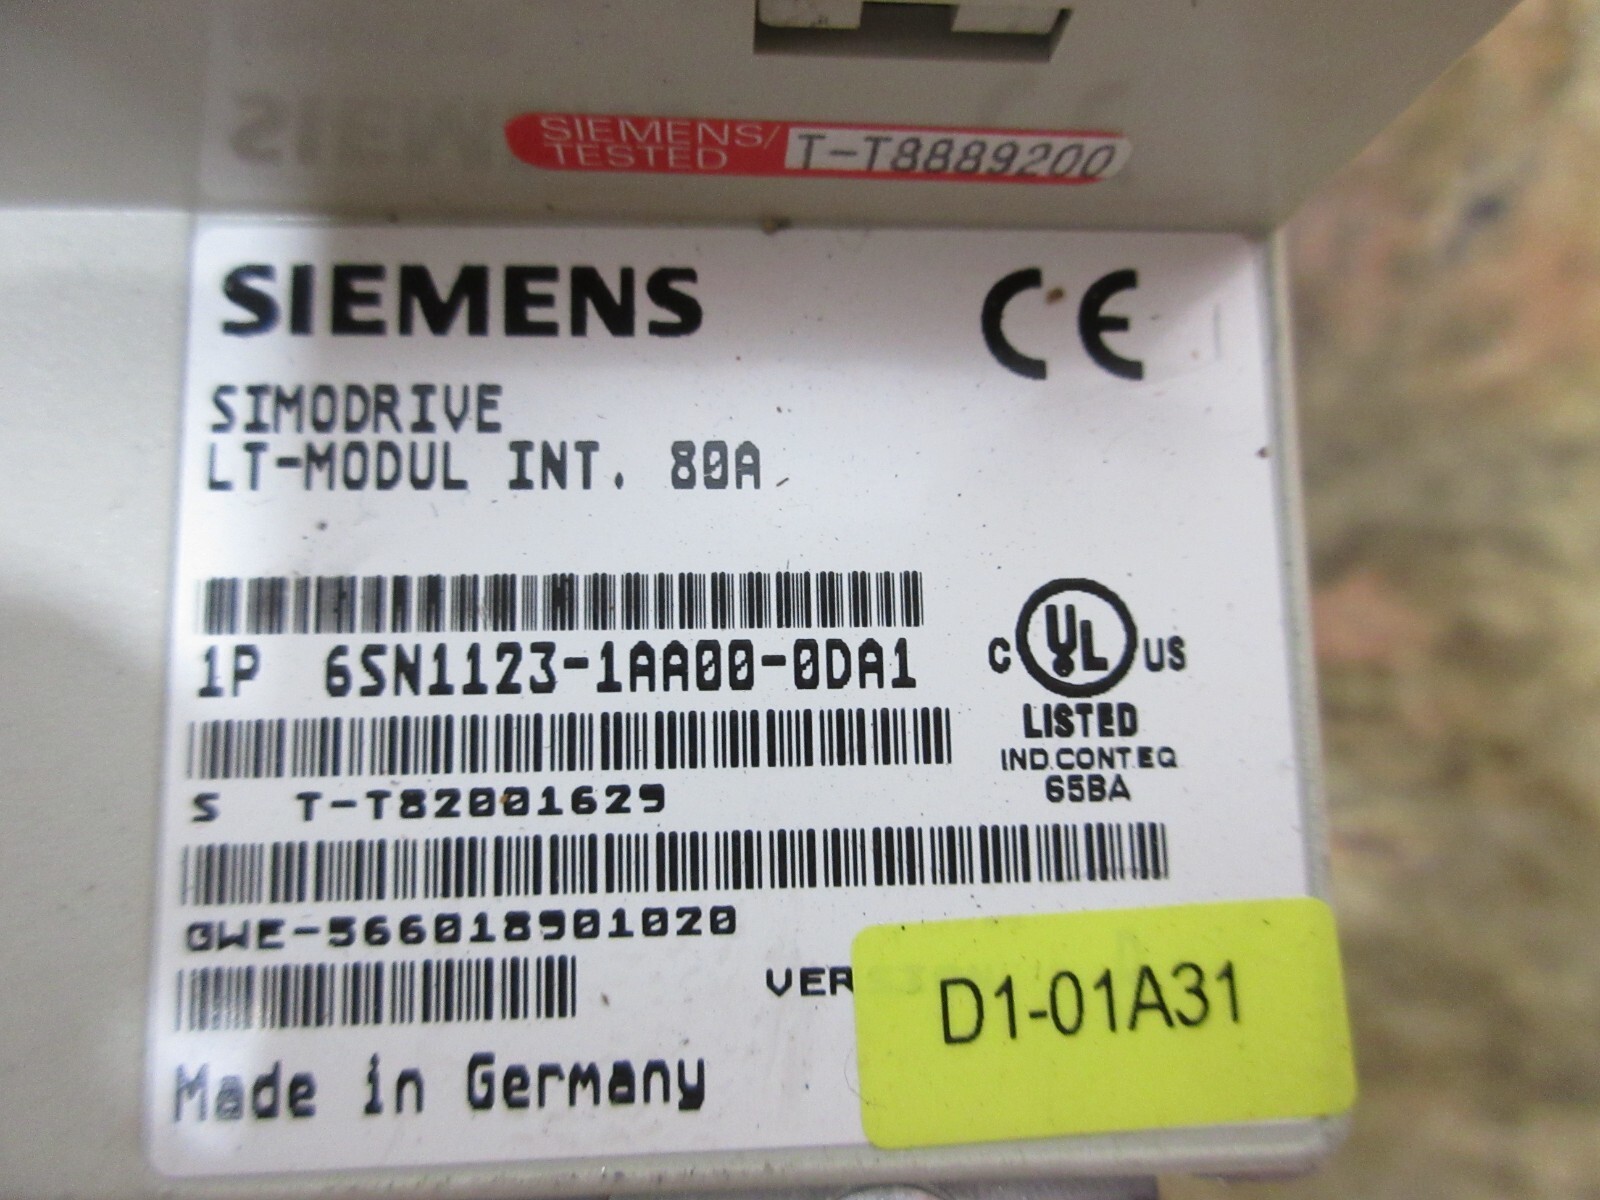 SIEMENS/
TESTED
T-T8889200
SIEMENS
CE
SIMODRIVE
LT-MODUL INT. 80A
1P 6SN1123-1AA00-0DA1
C UL US
LISTED
IND.CONT.EQ
65BA
S T-T82001629
GWE-566018901020
VER
D1-01A31
Made in Germany